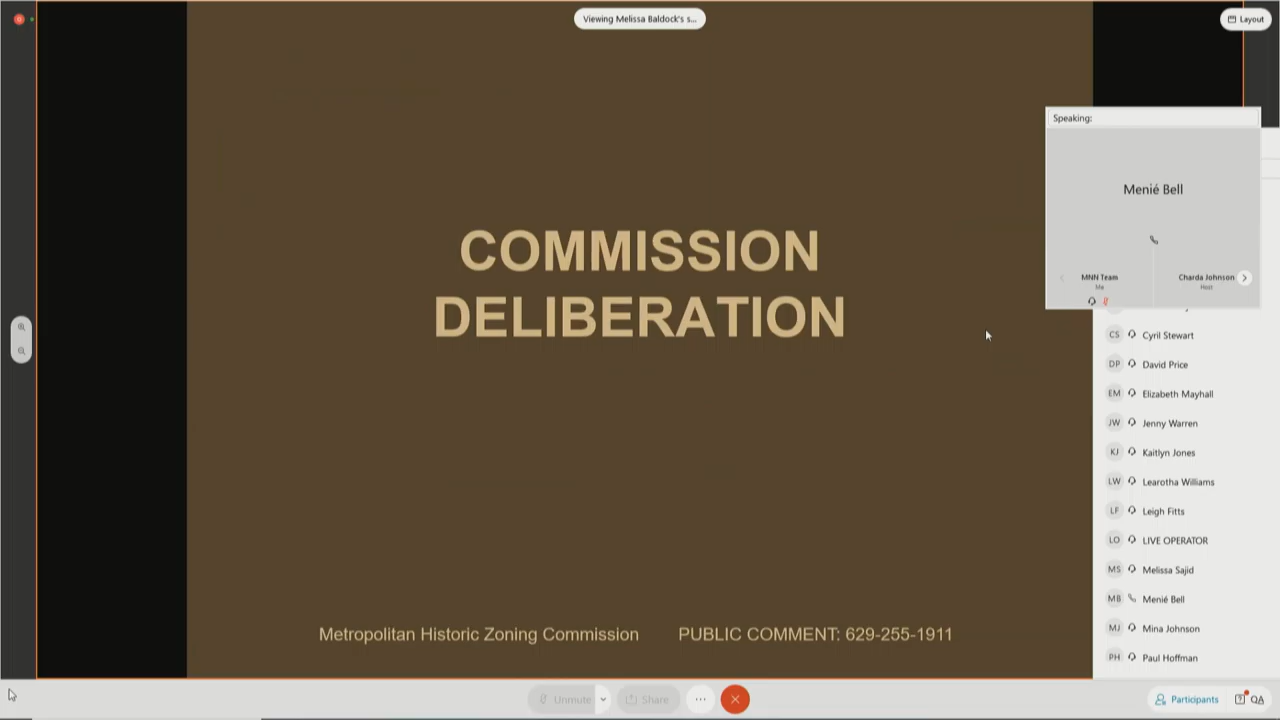 Viewing Melissa Baldock's s...
Layout
Speaking:
Menié Bell
MNN Team
Me
Charda Johnson
Host
COMMISSION
DELIBERATION
CS Cyril Stewart
DP David Price
EM Elizabeth Mayhall
JW Jenny Warren
KJ Kaitlyn Jones
LW Learotha Williams
LF Leigh Fitts
LO LIVE OPERATOR
MS Melissa Sajid
MB Menié Bell
MJ Mina Johnson
PH Paul Hoffman
Metropolitan Historic Zoning Commission PUBLIC COMMENT: 629-255-1911
Unmute
Share
Participants
QA